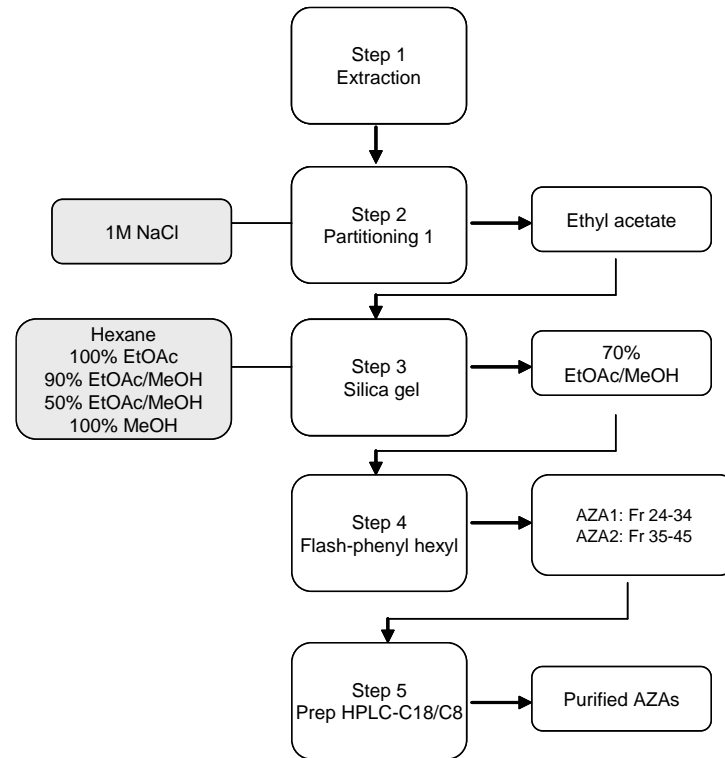 Step 1
Extraction
1M NaCl
Step 2
Partitioning 1
Ethyl acetate
Hexane
100% EtOAc
90% EtOAc/MeOH
50% EtOAc/MeOH
100% MeOH
Step 3
Silica gel
70%
EtOAc/MeOH
Step 4
Flash-phenyl hexyl
AZA1: Fr 24-34
AZA2: Fr 35-45
Step 5
Prep HPLC-C18/C8
Purified AZAs